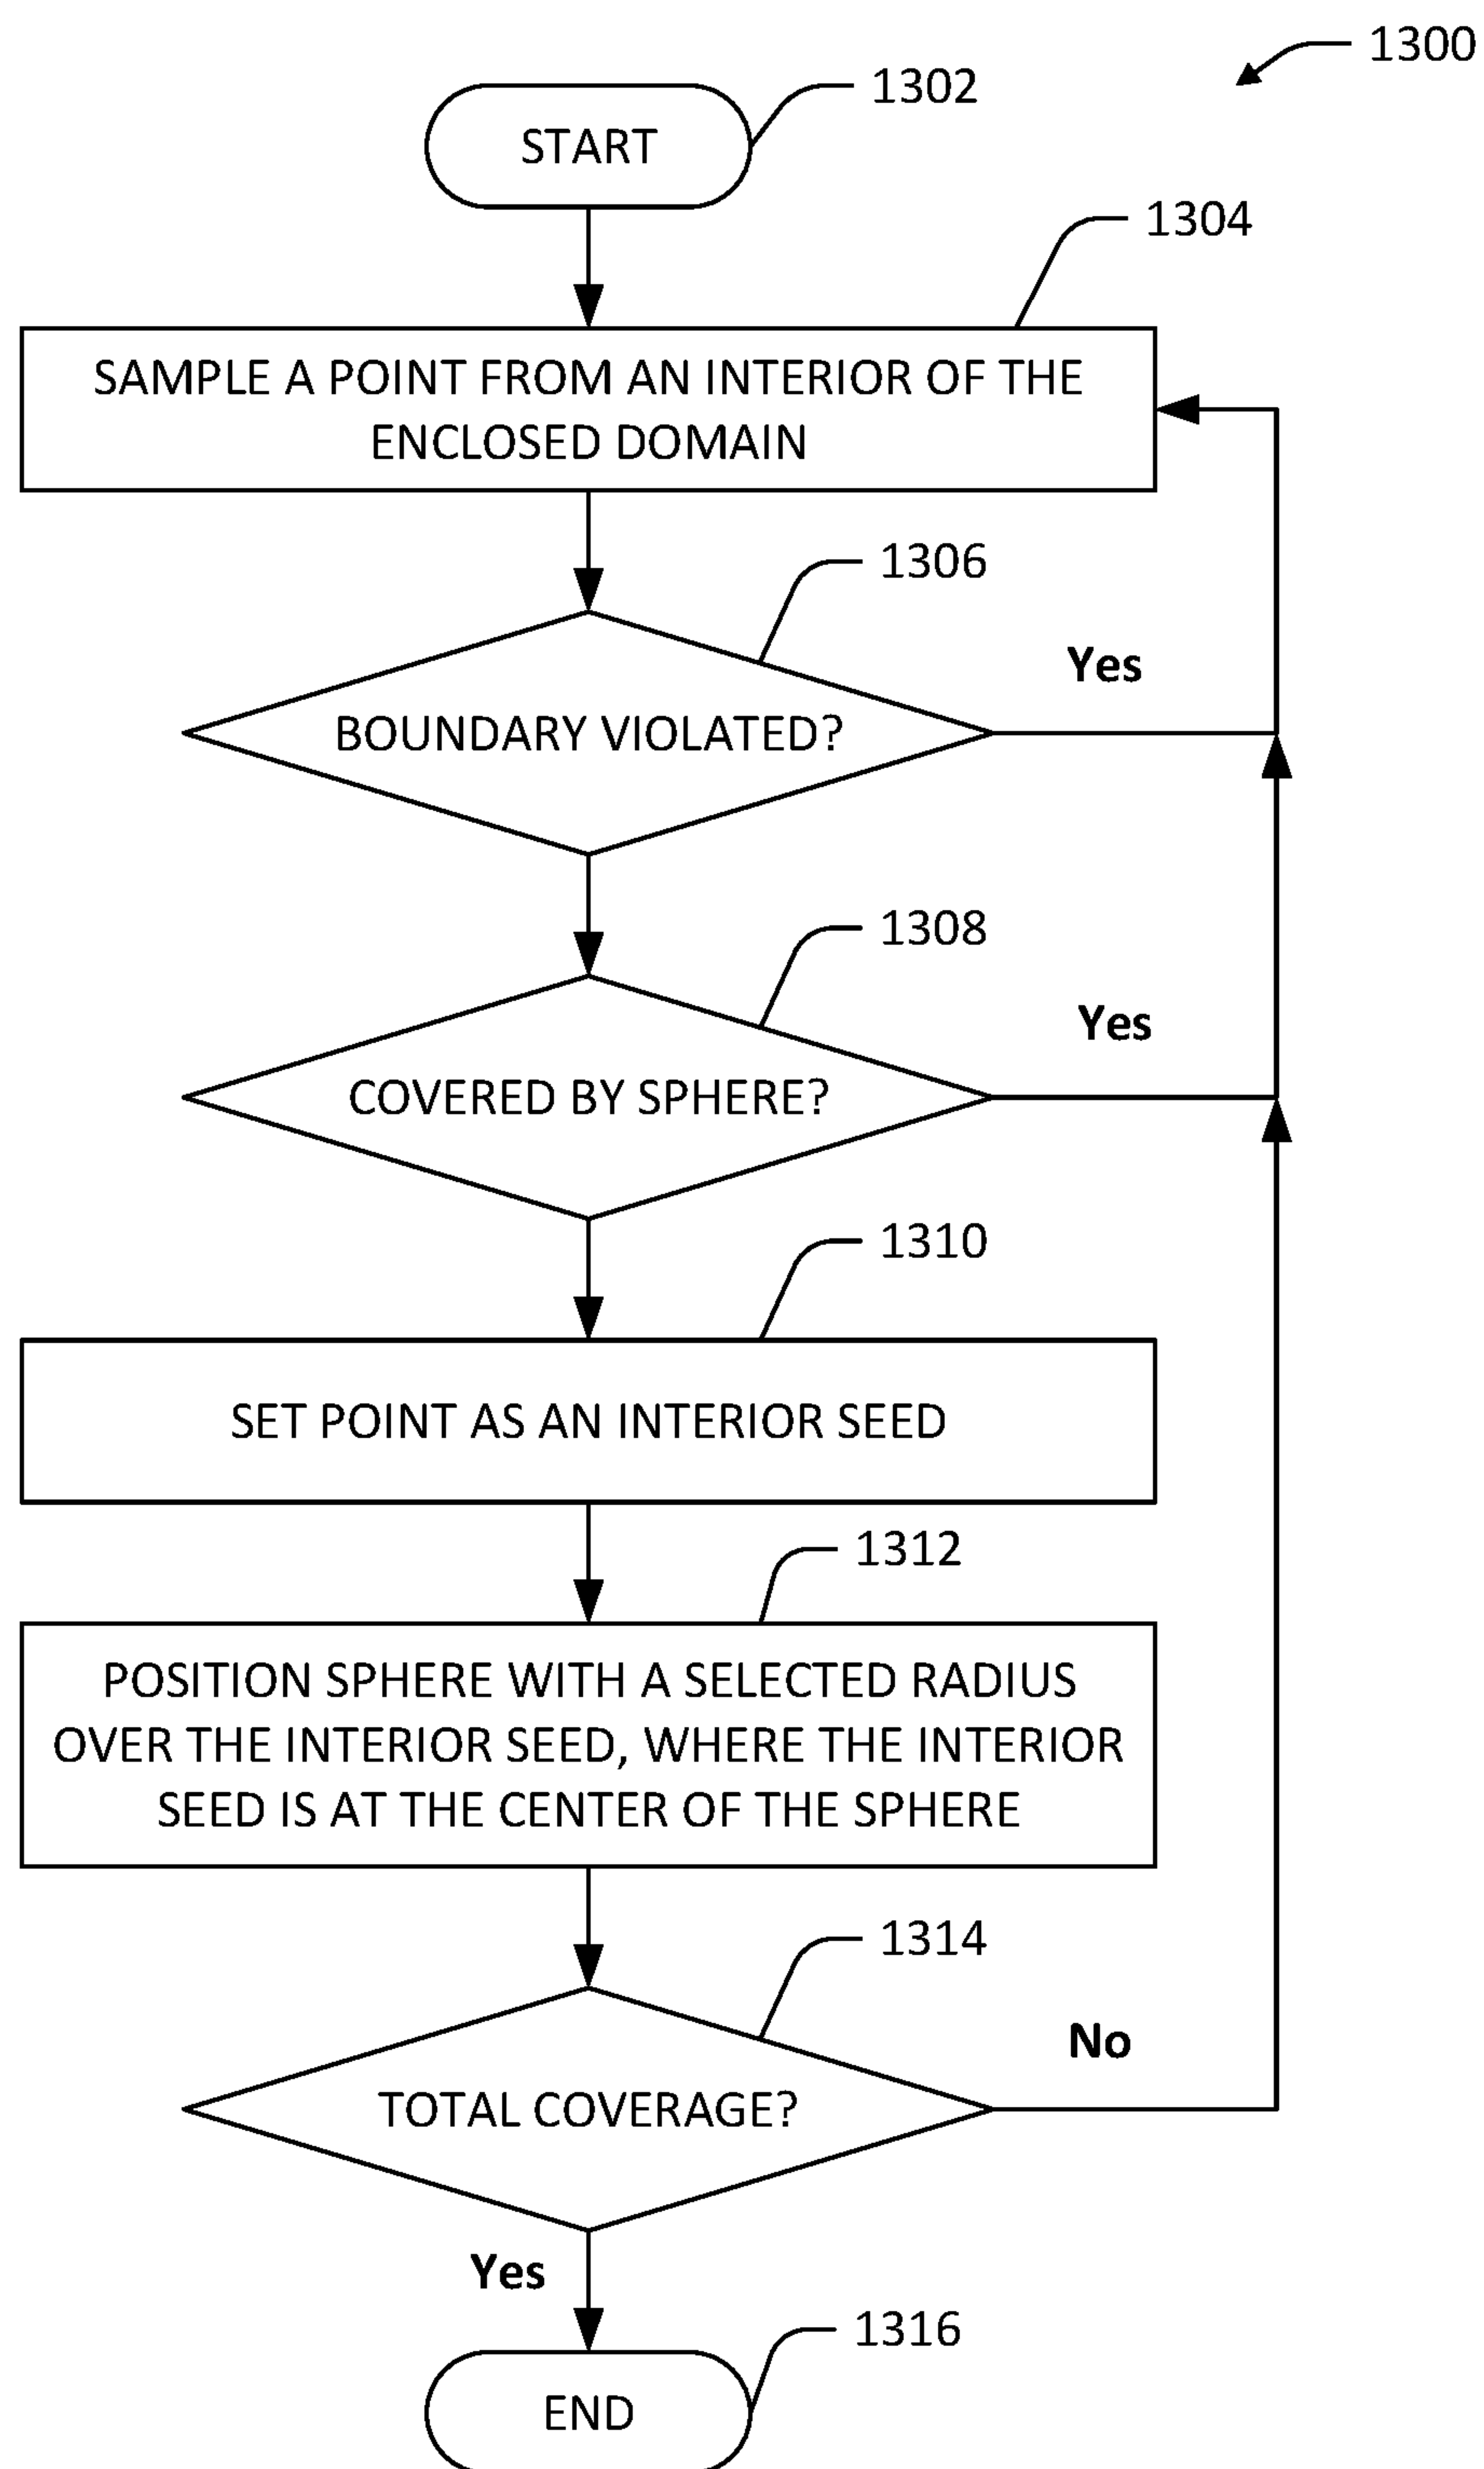 1300
1302
START
1304
SAMPLE A POINT FROM AN INTERIOR OF THE
ENCLOSED DOMAIN
1306
Yes
BOUNDARY VIOLATED?
1308
Yes
COVERED BY SPHERE?
1310
SET POINT AS AN INTERIOR SEED
1312
POSITION SPHERE WITH A SELECTED RADIUS
OVER THE INTERIOR SEED, WHERE THE INTERIOR
SEED IS AT THE CENTER OF THE SPHERE
1314
No
TOTAL COVERAGE?
Yes
1316
END